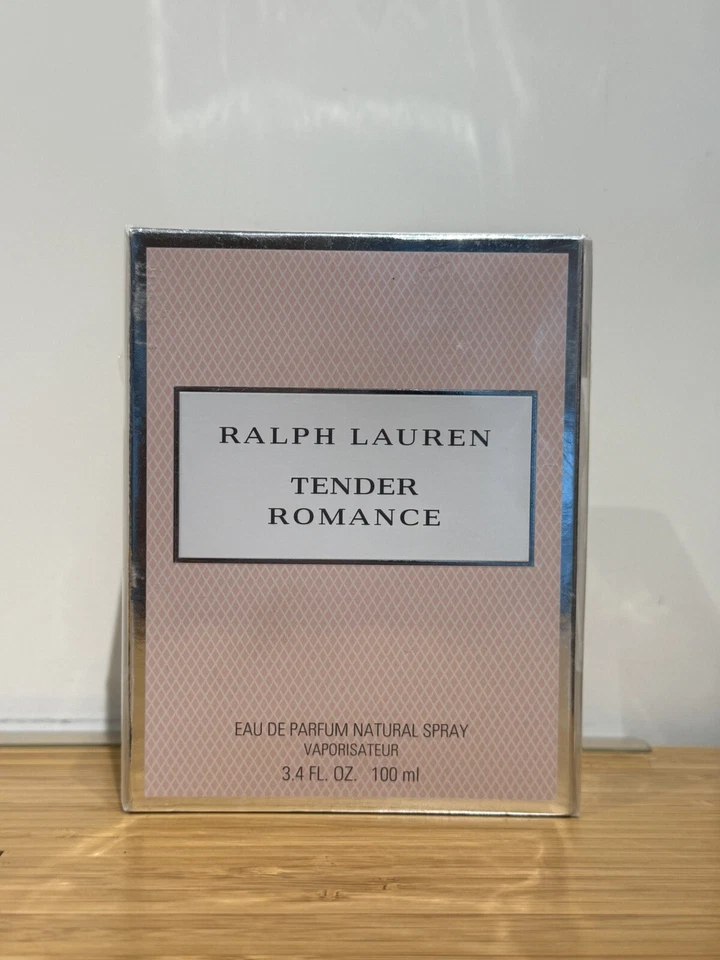 RALPH LAUREN
TENDER
ROMANCE
EAU DE PARFUM NATURAL SPRAY
VAPORISATEUR
3.4 FL. OZ. 100 ml